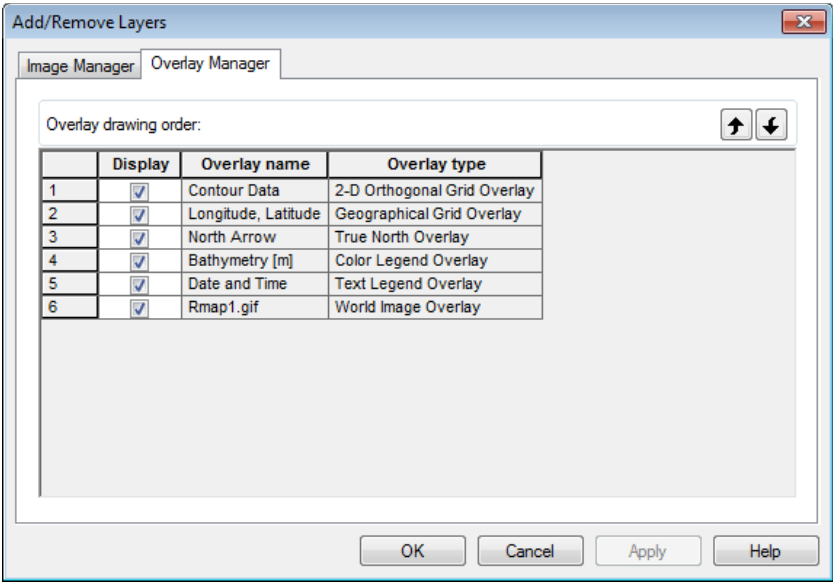 Add/Remove Layers
Image Manager Overlay Manager
Overlay drawing order:
Display Overlay name Overlay type
1 Contour Data 2-D Orthogonal Grid Overlay
2 Longitude, Latitude Geographical Grid Overlay
3 North Arrow True North Overlay
4 Bathymetry [m] Color Legend Overlay
5 Date and Time Text Legend Overlay
6 Rmap1.gif World Image Overlay
OK Cancel Apply Help